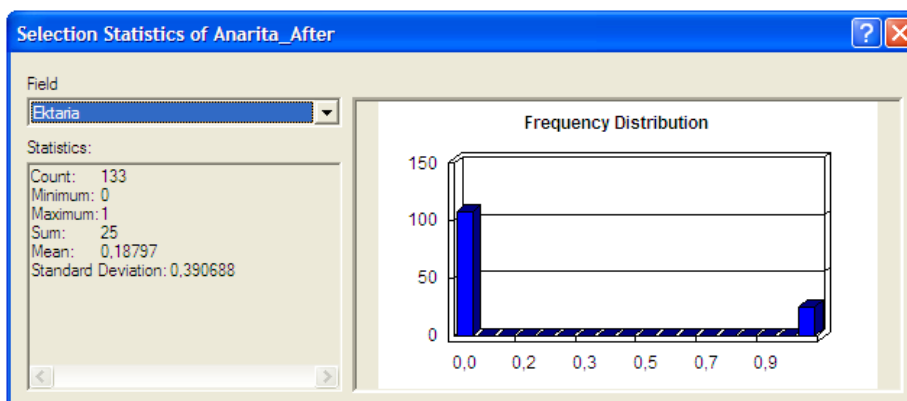 Selection Statistics of Anarita_After
Field
Ektaria
Statistics:
Count: 133
Minimum: 0
Maximum: 1
Sum: 25
Mean: 0,18797
Standard Deviation: 0,390688
Frequency Distribution
150
100
50
0
0,0 0,2 0,3 0,5 0,7 0,9